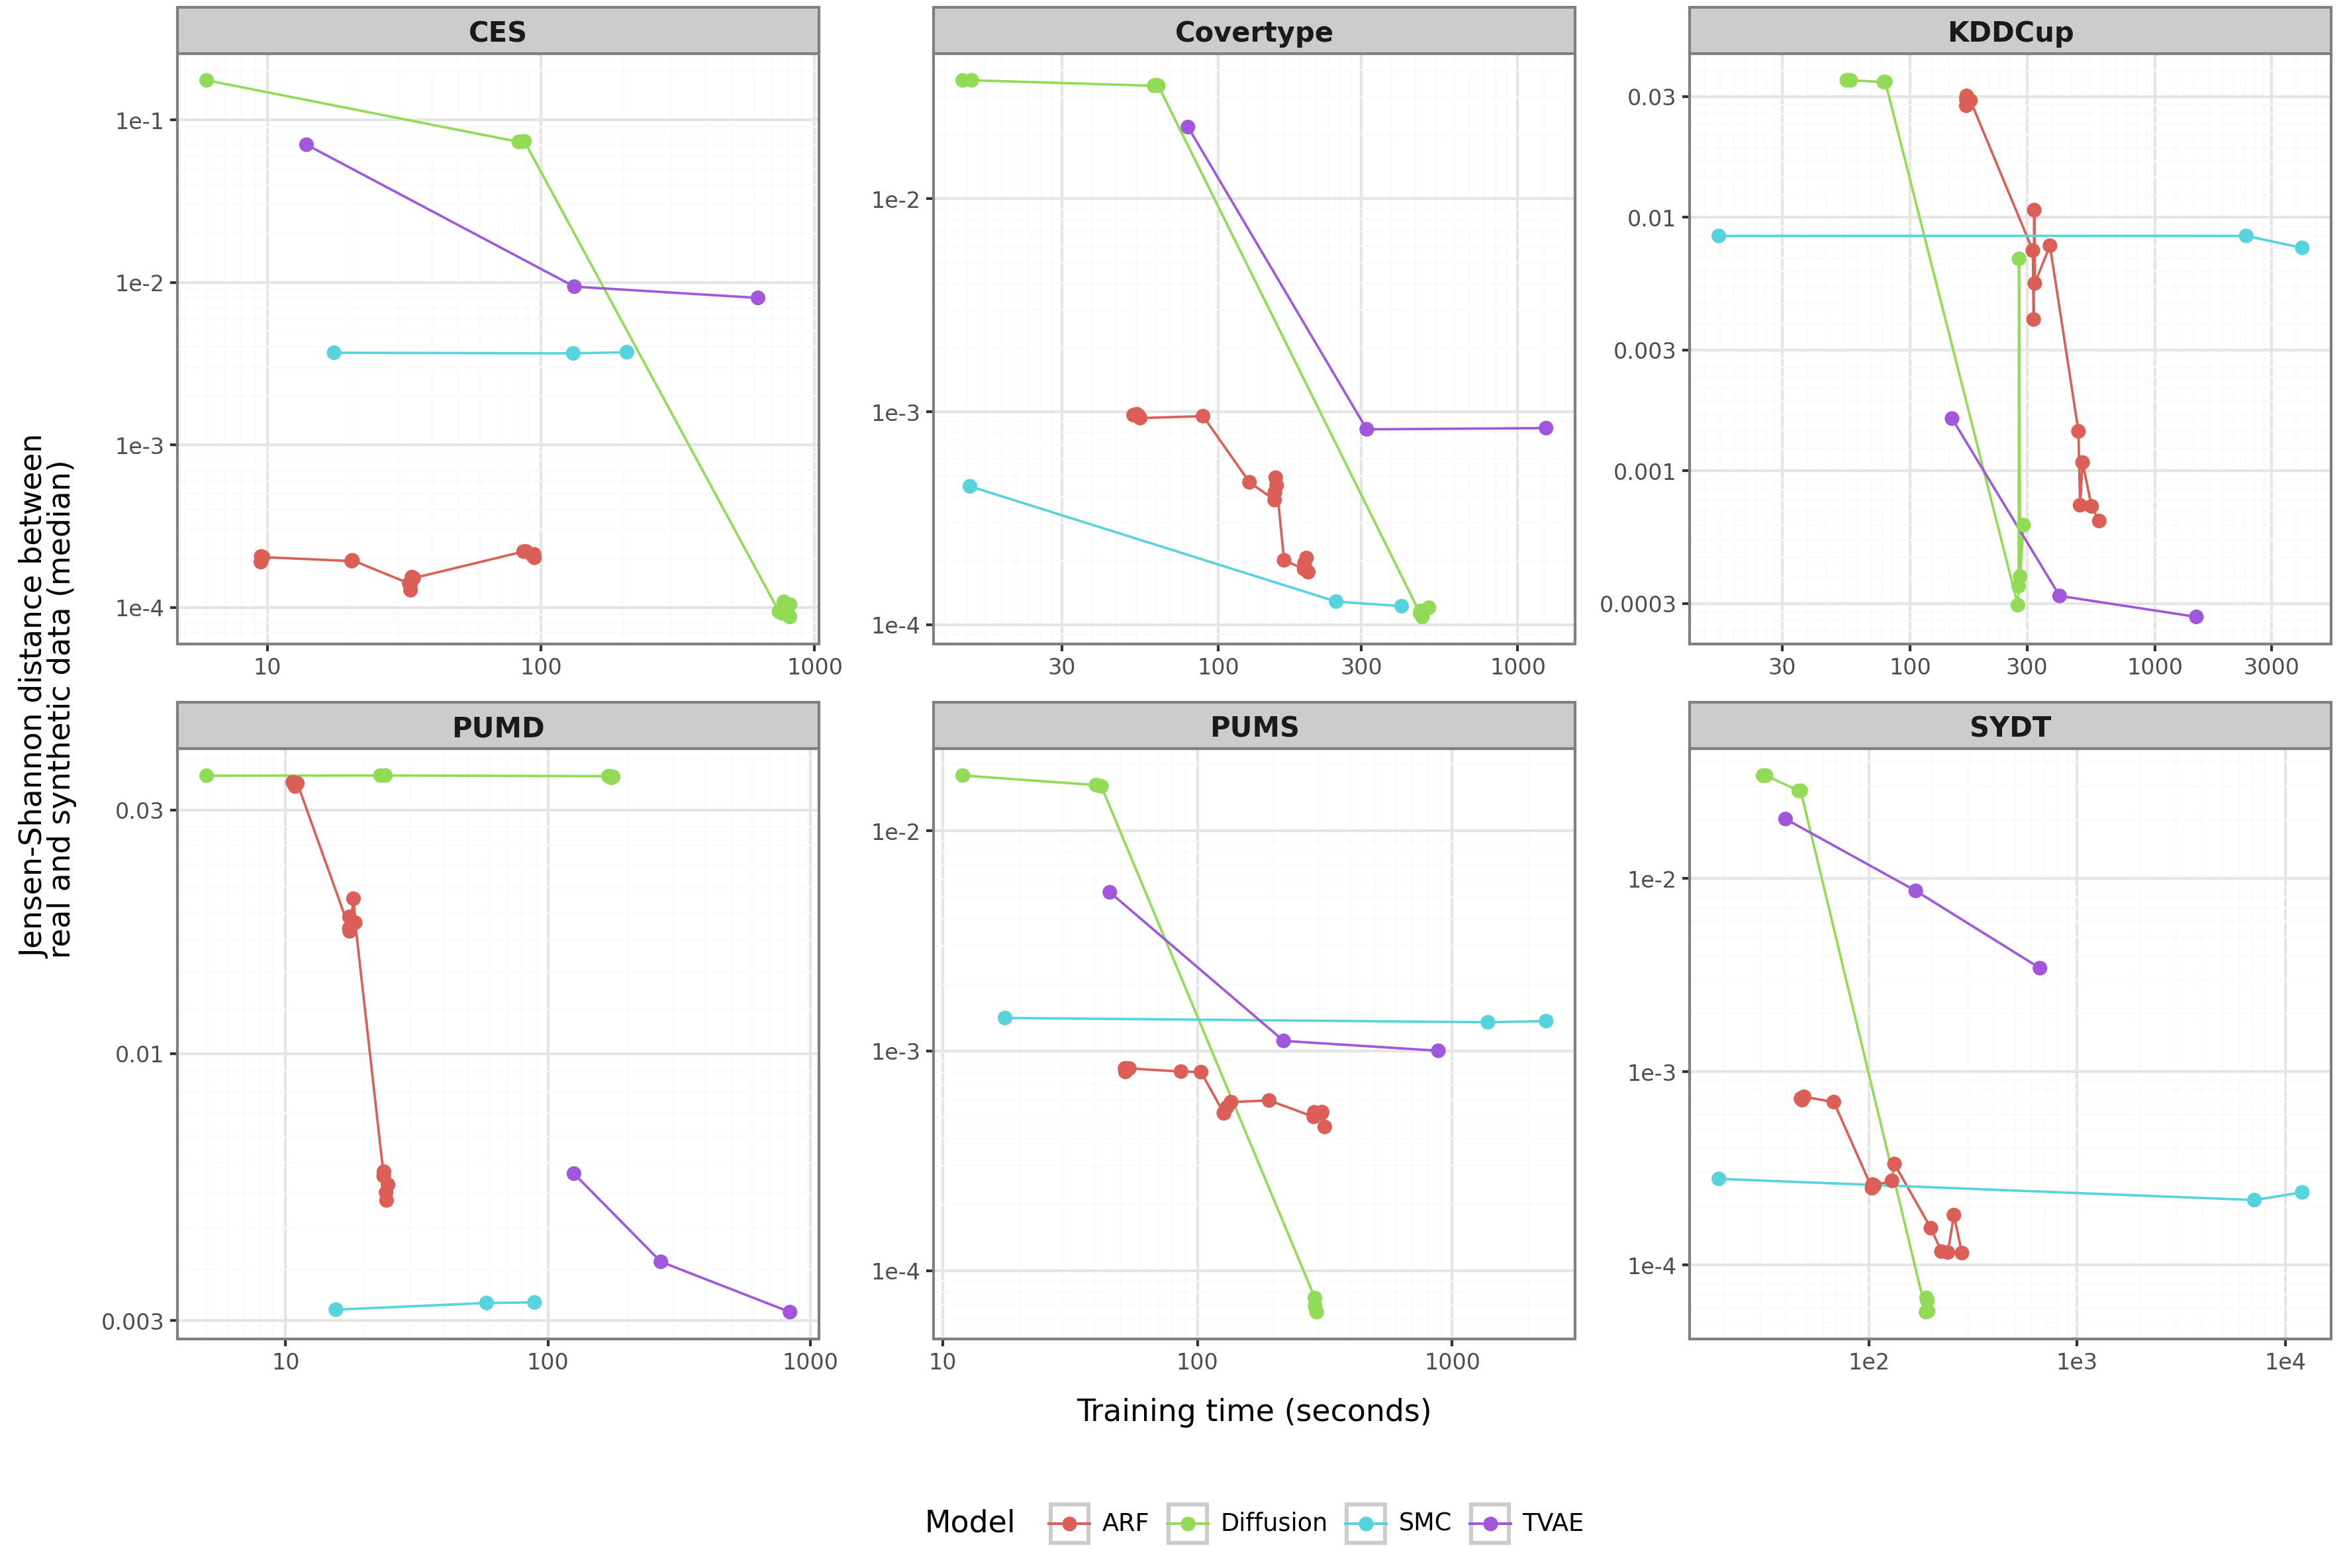 CES
Covertype
KDDCup
1e-1
1e-2
1e-3
1e-4
10
100
1000
1e-2
1e-3
1e-4
30
100
300
1000
0.03
0.01
0.003
0.001
0.0003
30
100
300
1000
3000
Jensen-Shannon distance between
real and synthetic data (median)
PUMD
PUMS
SYDT
0.03
0.01
0.003
10
100
1000
1e-2
1e-3
1e-4
10
100
1000
1e-2
1e-3
1e-4
1e2
1e3
1e4
Training time (seconds)
Model
ARF
Diffusion
SMC
TVAE